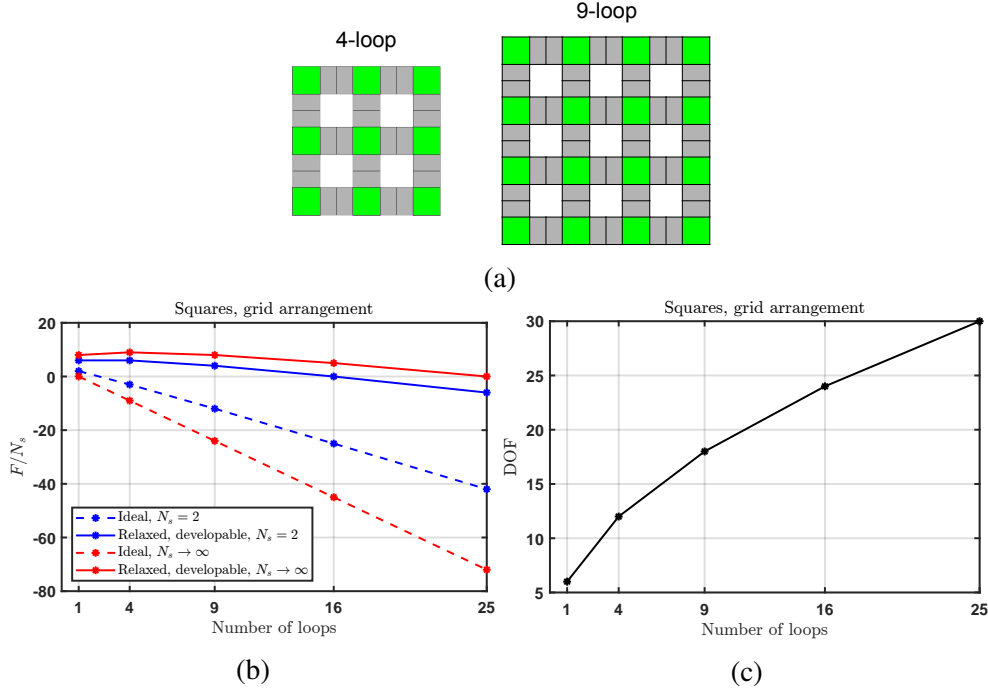 4-loop
9-loop
(a)
Squares, grid arrangement
20
0
-20
-40
-60
-80
F/N_s
Ideal, N_s = 2
Relaxed, developable, N_s = 2
Ideal, N_s → ∞
Relaxed, developable, N_s → ∞
1 4 9 16 25
Number of loops
(b)
Squares, grid arrangement
30
25
20
15
10
5
DOF
1 4 9 16 25
Number of loops
(c)